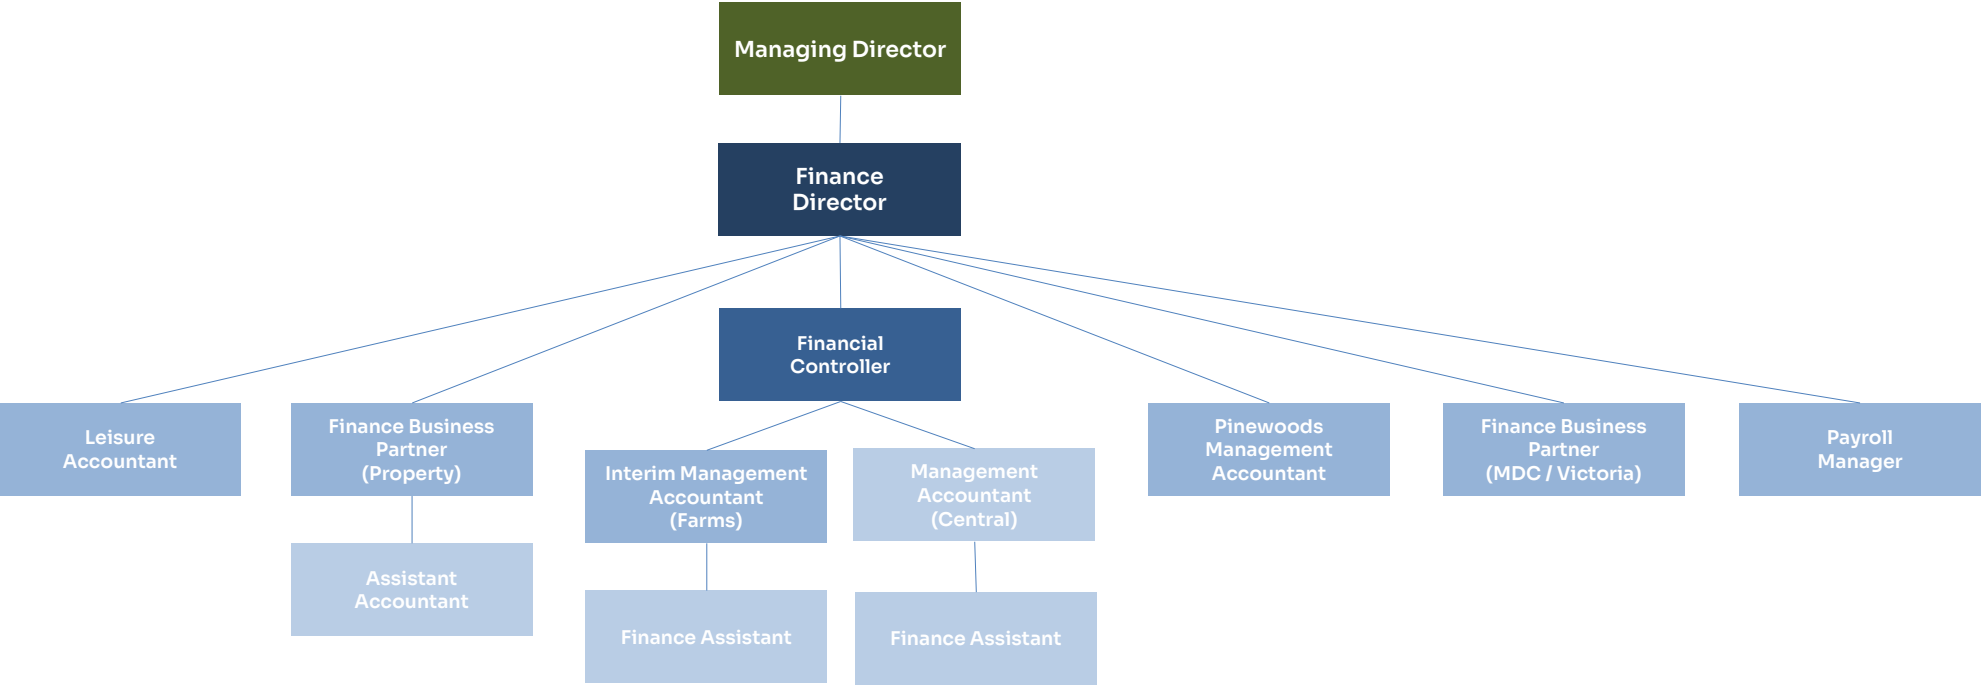 Managing Director
Finance
Director
Financial
Controller
Leisure
Accountant
Finance Business
Partner
(Property)
Interim Management
Accountant
(Farms)
Management
Accountant
(Central)
Pinewoods
Management
Accountant
Finance Business
Partner
(MDC / Victoria)
Payroll
Manager
Assistant
Accountant
Finance Assistant
Finance Assistant